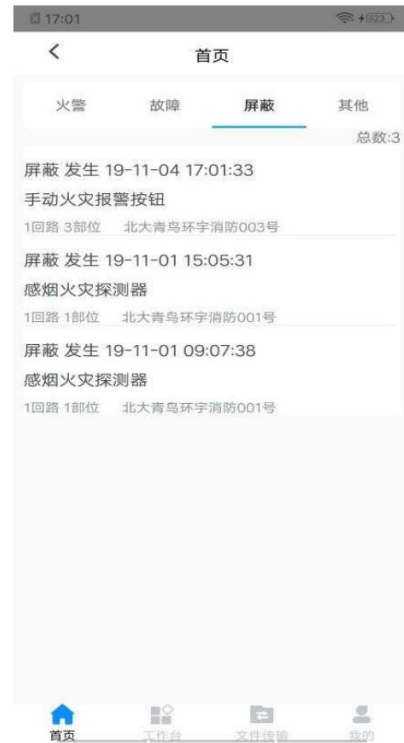 17:01
首页
火警 故障 屏蔽 其他
总数:3
屏蔽 发生 19-11-04 17:01:33
手动火灾报警按钮
1回路 3部位 北大青鸟环宇消防003号
屏蔽 发生 19-11-01 15:05:31
感烟火灾探测器
1回路 1部位 北大青鸟环宇消防001号
屏蔽 发生 19-11-01 09:07:38
感烟火灾探测器
1回路 1部位 北大青鸟环宇消防001号
首页 工作台 文件传输 我的